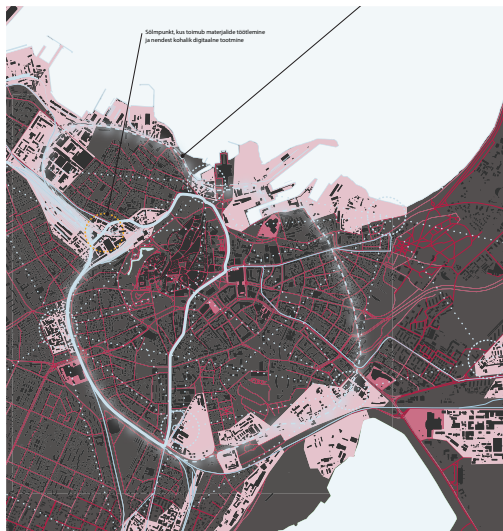 Sõlmpunkt, kus toimub materjalide töötlemine
ja nendest kohalik digitaalne tootmine